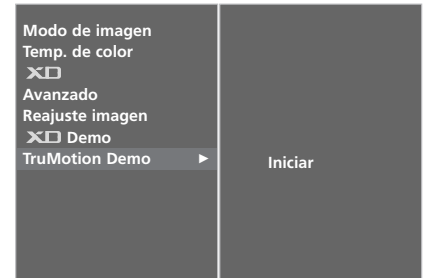 Modo de imagen
Temp. de color
XD
Avanzado
Reajuste imagen
XD Demo
TruMotion Demo ►
Iniciar